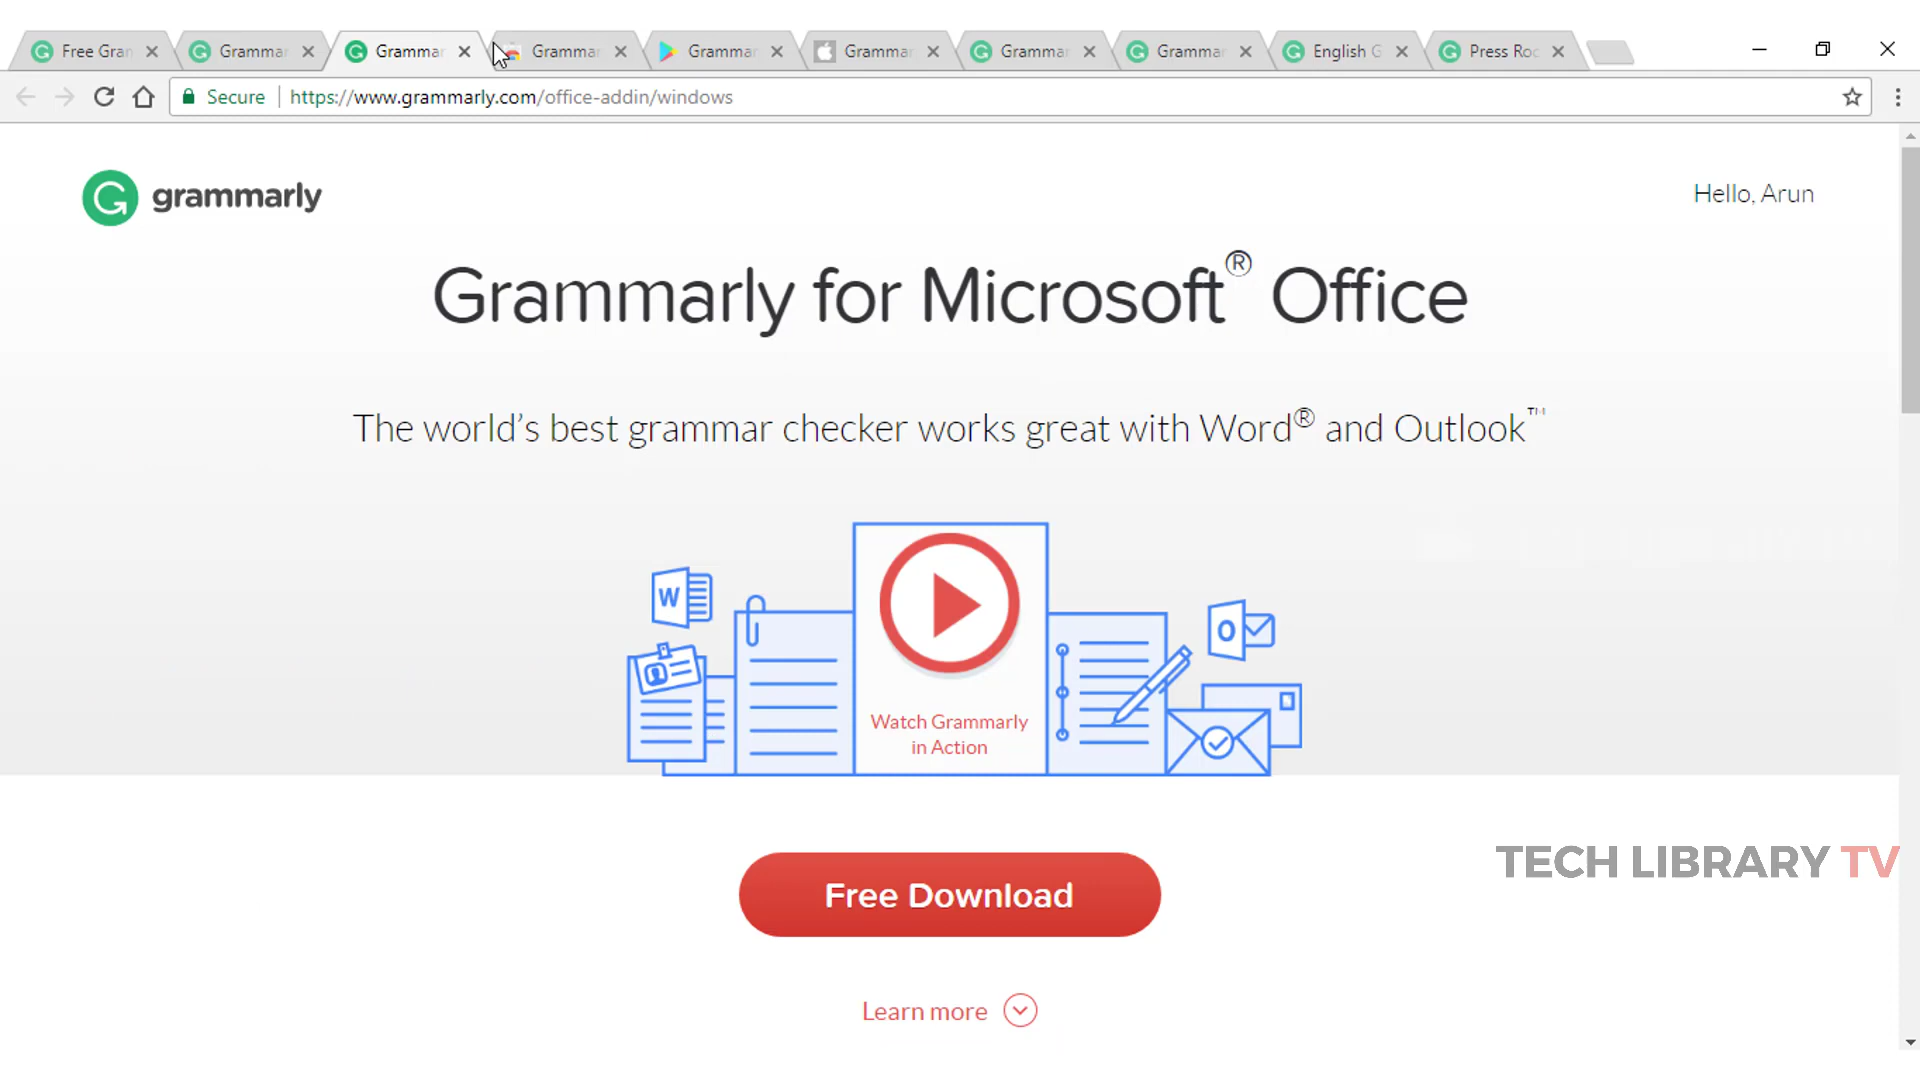 Free Gran
Grammar
Grammar
Grammar
Grammar
Grammar
Grammar
Grammar
English G
Press Roo
Secure
https://www.grammarly.com/office-addin/windows
grammarly
Hello, Arun
Grammarly for Microsoft® Office
The world's best grammar checker works great with Word® and Outlook™
W
O
Watch Grammarly
in Action
TECH LIBRARY TV
Free Download
Learn more